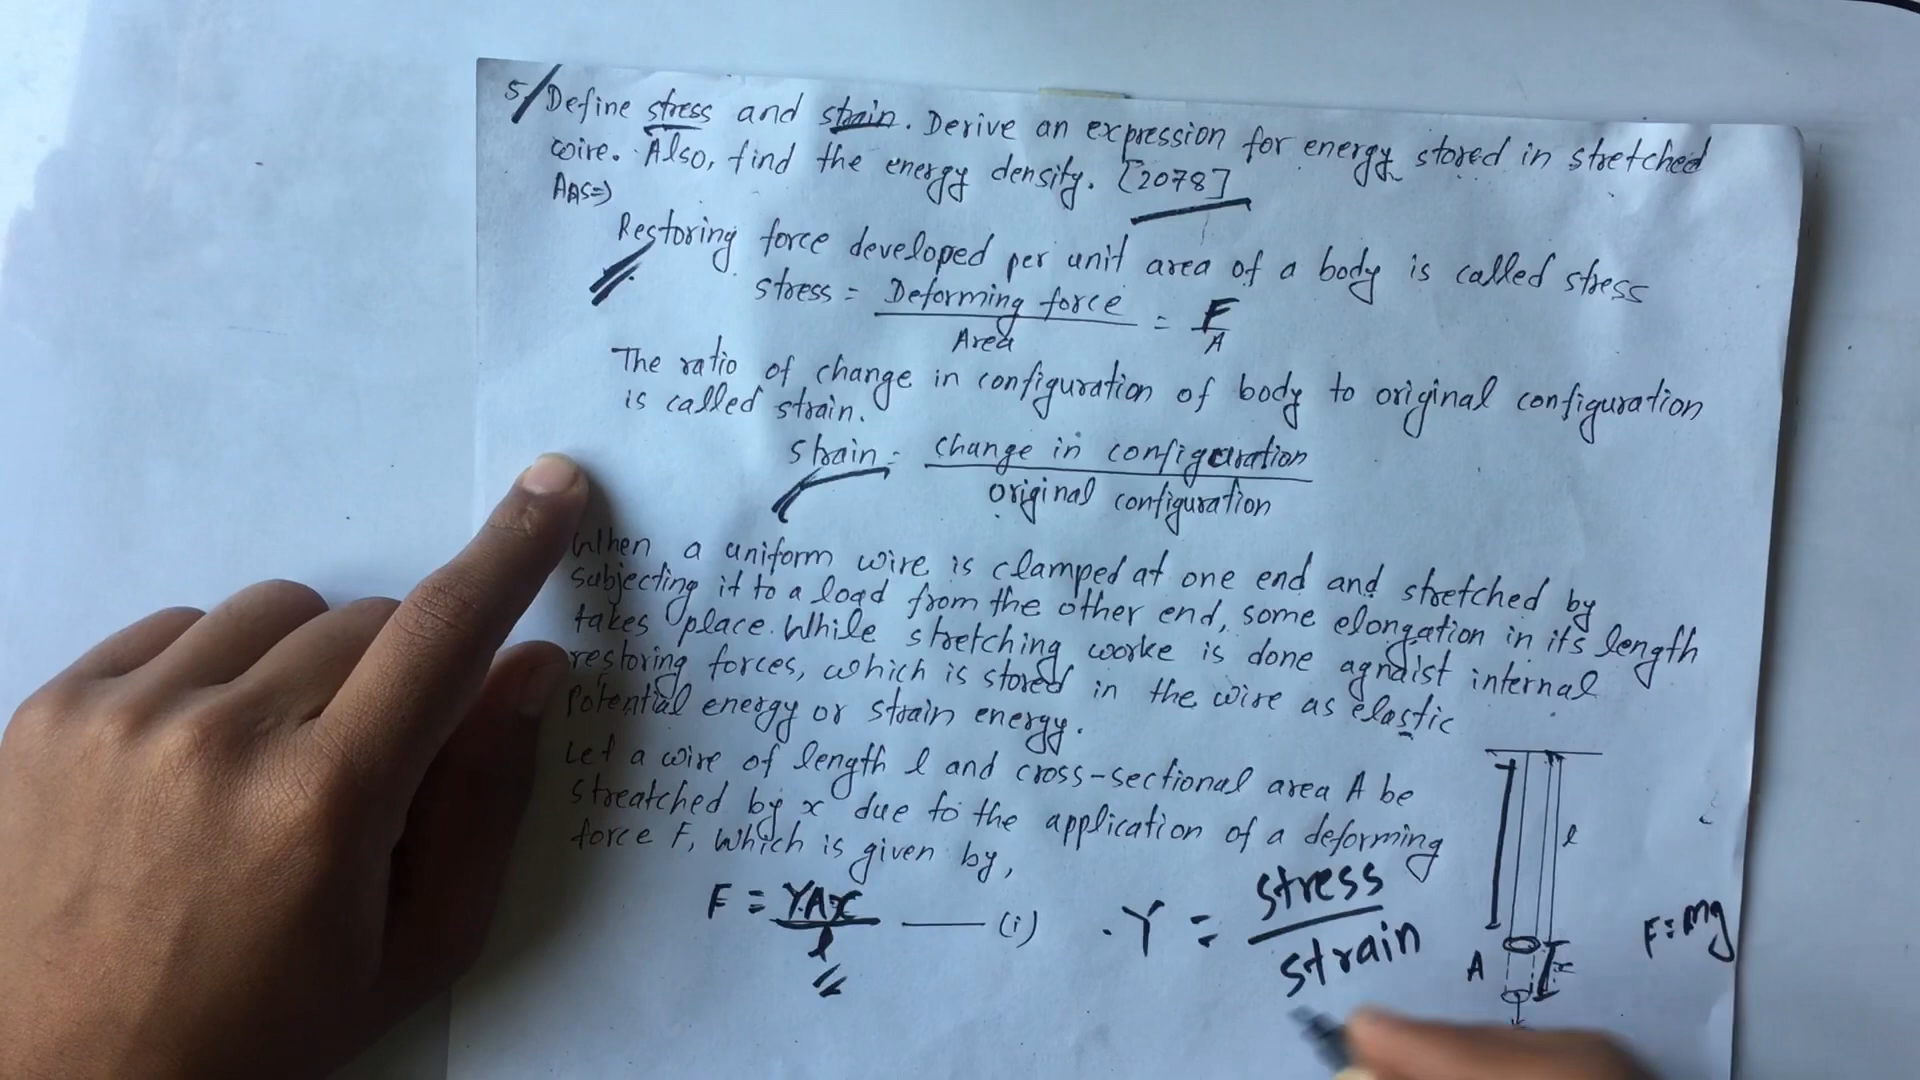 5. Define stress and strain. Derive an expression for energy stored in stretched
wire. Also, find the energy density. [2078]
Ans⇒
Restoring force developed per unit area of a body is called stress
stress = Deforming force / Area = F / A
The ratio of change in configuration of body to original configuration
is called strain.
strain = change in configuration / original configuration
When a uniform wire is clamped at one end and stretched by
subjecting it to a load from the other end, some elongation in its length
takes place. While stretching worke is done agnaist internal
restoring forces, which is stored in the wire as elastic
Potential energy or strain energy.
Let a wire of length l and cross-sectional area A be
streatched by x due to the application of a deforming
force F, which is given by,
F = YAx / l —— (i)
Y = stress / strain
l
A
x
F = mg